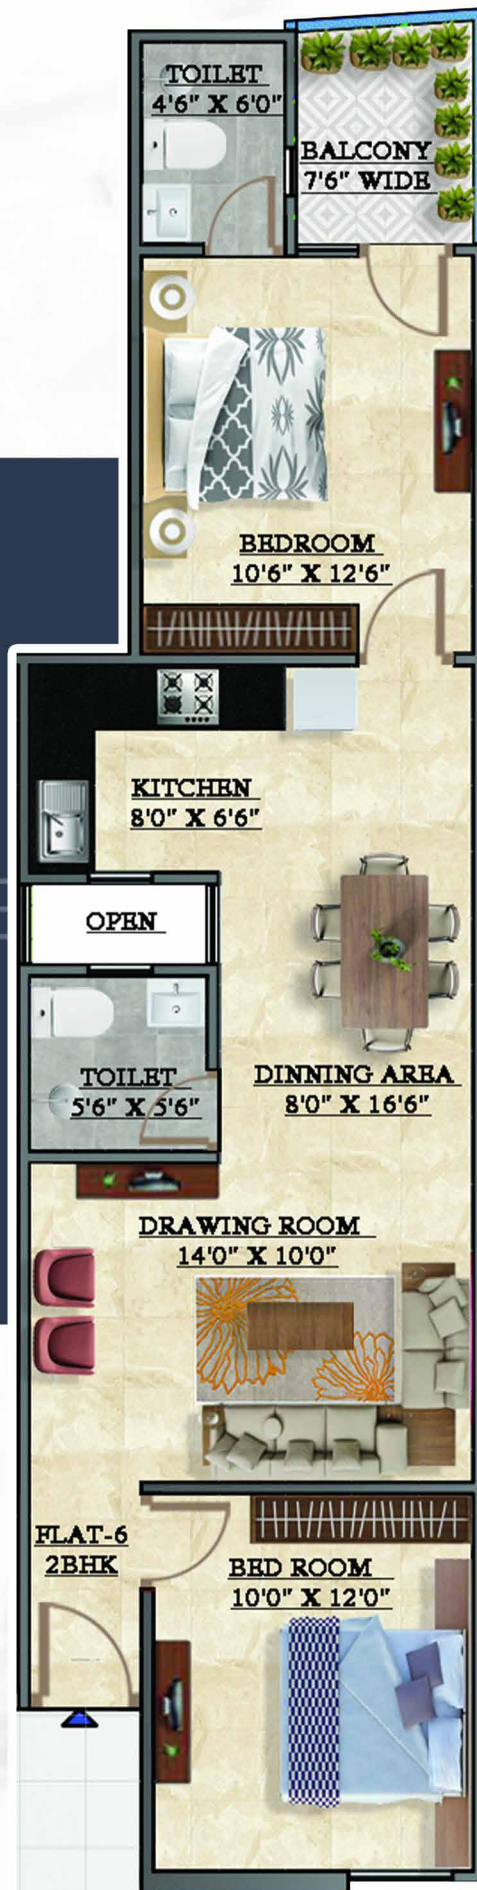 TOILET
4'6" X 6'0"
BALCONY
7'6" WIDE
BEDROOM
10'6" X 12'6"
KITCHEN
8'0" X 6'6"
OPEN
TOILET
5'6" X 5'6"
DINNING AREA
8'0" X 16'6"
DRAWING ROOM
14'0" X 10'0"
FLAT-6
2BHK
BED ROOM
10'0" X 12'0"